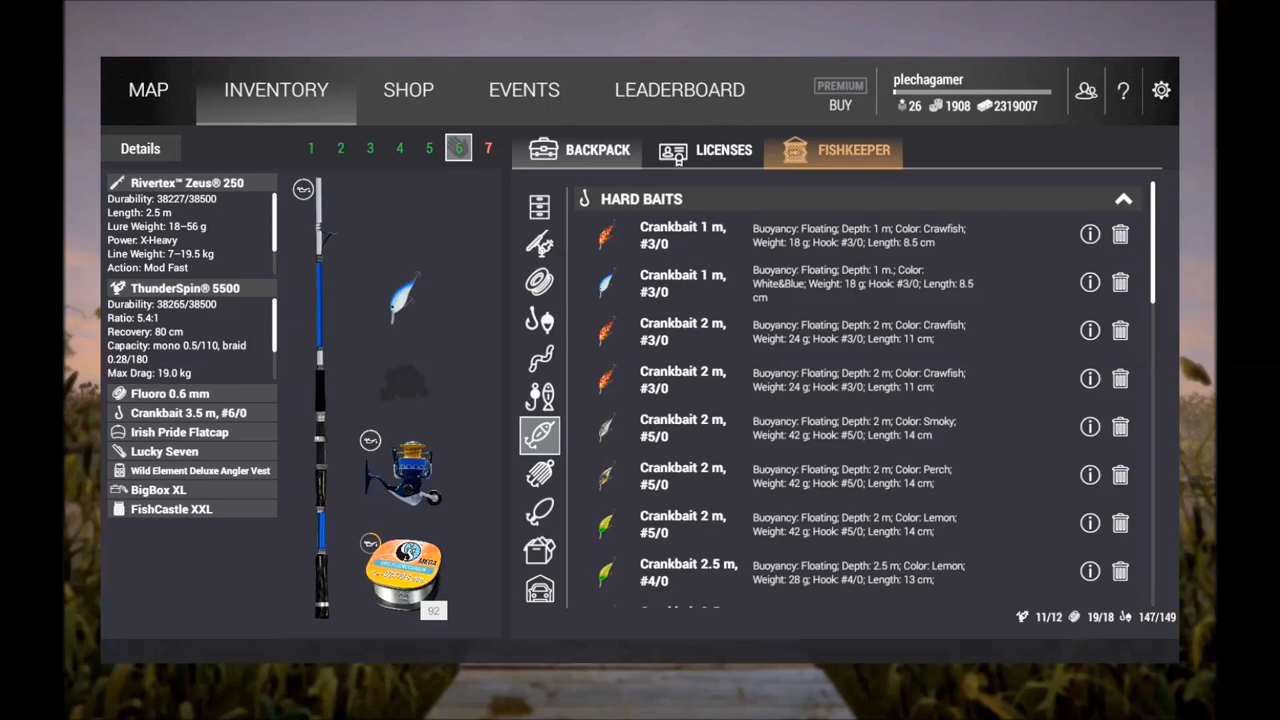 MAP
INVENTORY
SHOP
EVENTS
LEADERBOARD
PREMIUM
BUY
plechagamer
26 1908 2319007
?
Details
1 2 3 4 5 6 7
BACKPACK
LICENSES
FISHKEEPER
Rivertex™ Zeus® 250
Durability: 38227/38500
Length: 2.5 m
Lure Weight: 18–56 g
Power: X-Heavy
Line Weight: 7–19.5 kg
Action: Mod Fast
ThunderSpin® 5500
Durability: 38265/38500
Ratio: 5.4:1
Recovery: 80 cm
Capacity: mono 0.5/110, braid
0.28/180
Max Drag: 19.0 kg
Fluoro 0.6 mm
Crankbait 3.5 m, #6/0
Irish Pride Flatcap
Lucky Seven
Wild Element Deluxe Angler Vest
BigBox XL
FishCastle XXL
MEGA
92
HARD BAITS
Crankbait 1 m,
#3/0
Buoyancy: Floating; Depth: 1 m; Color: Crawfish;
Weight: 18 g; Hook: #3/0; Length: 8.5 cm
Crankbait 1 m,
#3/0
Buoyancy: Floating; Depth: 1 m.; Color:
White&Blue; Weight: 18 g; Hook: #3/0; Length: 8.5
cm
Crankbait 2 m,
#3/0
Buoyancy: Floating; Depth: 2 m; Color: Crawfish;
Weight: 24 g; Hook: #3/0; Length: 11 cm;
Crankbait 2 m,
#3/0
Buoyancy: Floating; Depth: 2 m; Color: Crawfish;
Weight: 24 g; Hook: #3/0; Length: 11 cm;
Crankbait 2 m,
#5/0
Buoyancy: Floating; Depth: 2 m; Color: Smoky;
Weight: 42 g; Hook: #5/0; Length: 14 cm
Crankbait 2 m,
#5/0
Buoyancy: Floating; Depth: 2 m; Color: Perch;
Weight: 42 g; Hook: #5/0; Length: 14 cm;
Crankbait 2 m,
#5/0
Buoyancy: Floating; Depth: 2 m; Color: Lemon;
Weight: 42 g; Hook: #5/0; Length: 14 cm;
Crankbait 2.5 m,
#4/0
Buoyancy: Floating; Depth: 2.5 m; Color: Lemon;
Weight: 28 g; Hook: #4/0; Length: 13 cm;
11/12 19/18 147/149